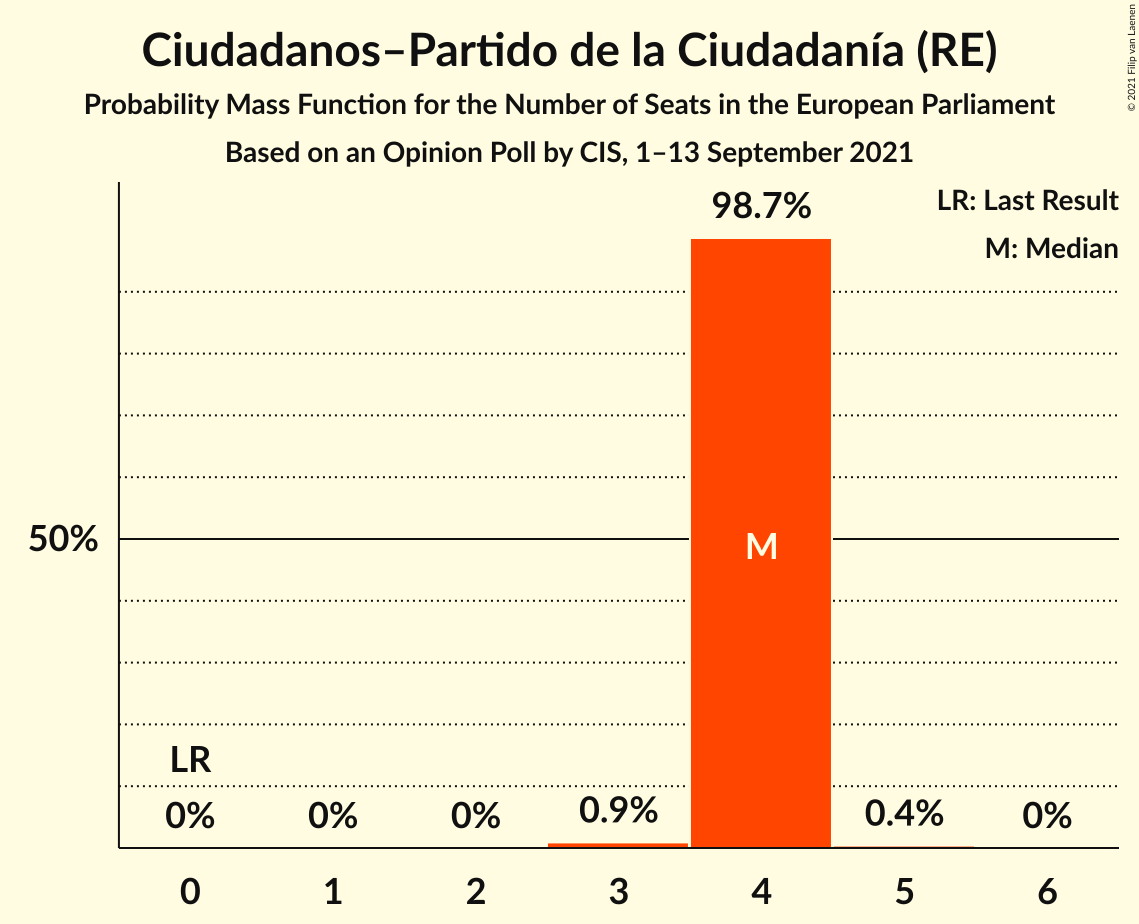 Ciudadanos–Partido de la Ciudadanía (RE)
Probability Mass Function for the Number of Seats in the European Parliament
Based on an Opinion Poll by CIS, 1–13 September 2021
© 2021 Filip van Laenen
LR: Last Result
M: Median
98.7%
50%
M
LR
0% 0% 0% 0.9% 0.4% 0%
0 1 2 3 4 5 6